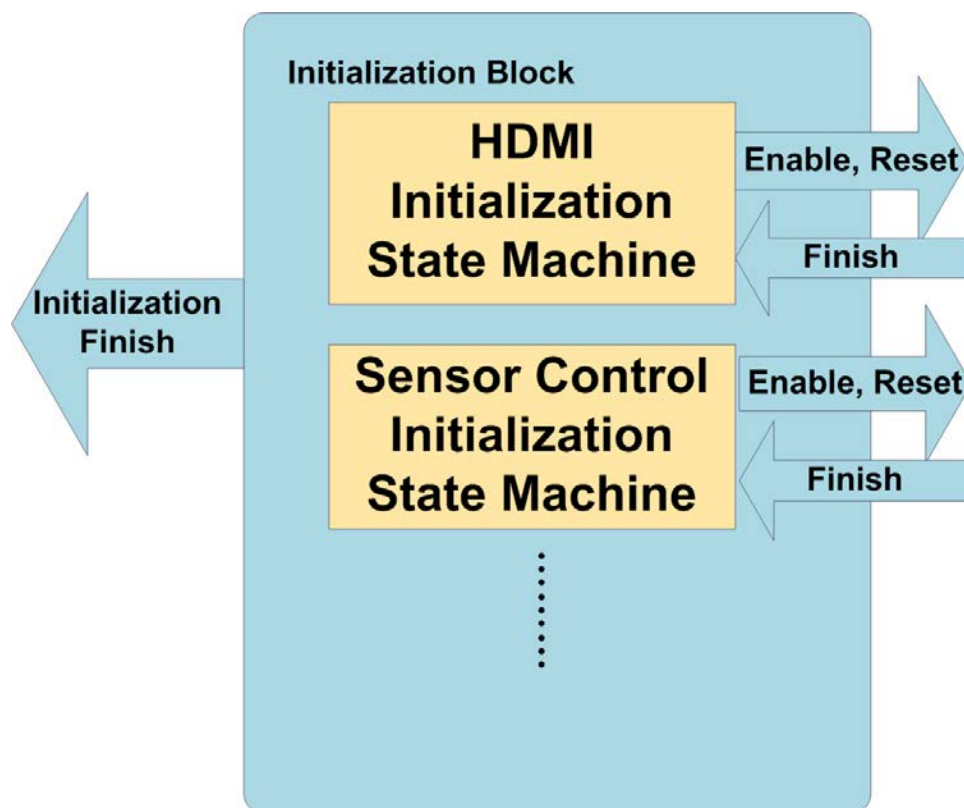 Initialization Block
HDMI
Initialization
State Machine
Enable, Reset
Finish
Initialization
Finish
Sensor Control
Initialization
State Machine
Enable, Reset
Finish